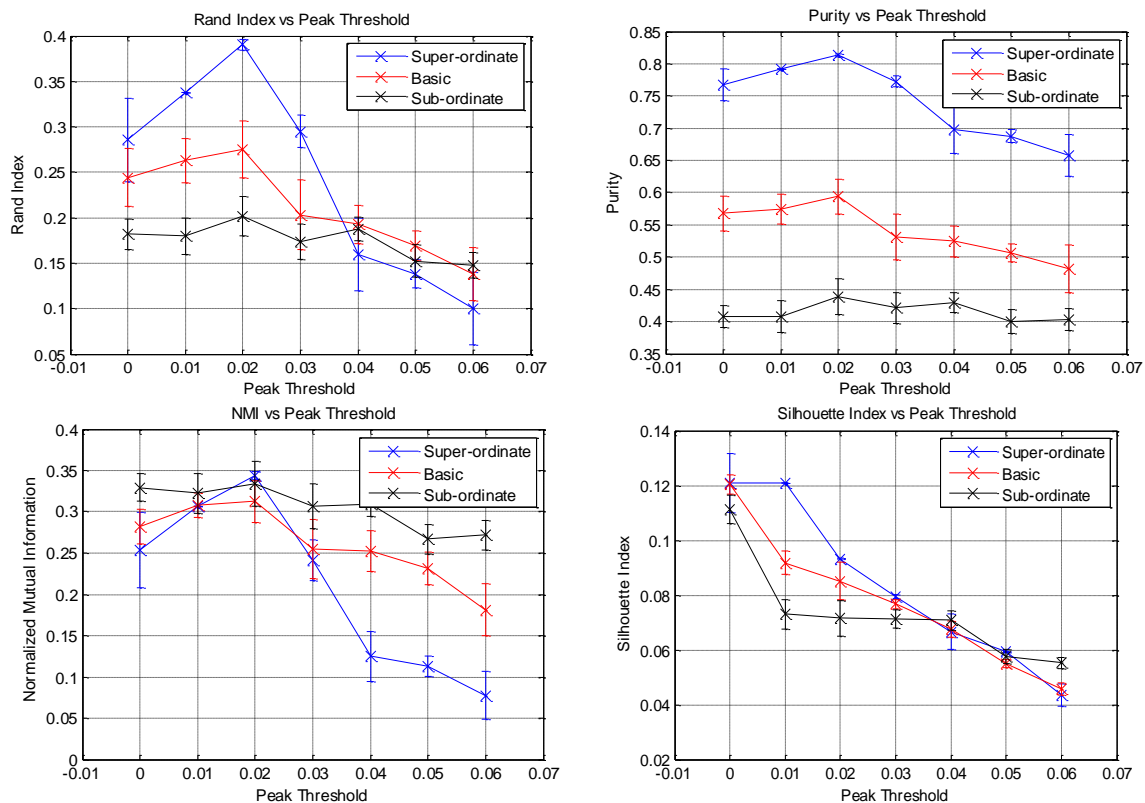 Rand Index vs Peak Threshold
0.4
0.35
0.3
0.25
0.2
0.15
0.1
0.05
Rand Index
Super-ordinate
Basic
Sub-ordinate
-0.01 0 0.01 0.02 0.03 0.04 0.05 0.06 0.07
Peak Threshold
Purity vs Peak Threshold
0.85
0.8
0.75
0.7
0.65
0.6
0.55
0.5
0.45
0.4
0.35
Purity
Super-ordinate
Basic
Sub-ordinate
-0.01 0 0.01 0.02 0.03 0.04 0.05 0.06 0.07
Peak Threshold
NMI vs Peak Threshold
0.4
0.35
0.3
0.25
0.2
0.15
0.1
0.05
0
Normalized Mutual Information
Super-ordinate
Basic
Sub-ordinate
-0.01 0 0.01 0.02 0.03 0.04 0.05 0.06 0.07
Peak Threshold
Silhouette Index vs Peak Threshold
0.14
0.12
0.1
0.08
0.06
0.04
0.02
Silhouette Index
Super-ordinate
Basic
Sub-ordinate
-0.01 0 0.01 0.02 0.03 0.04 0.05 0.06 0.07
Peak Threshold